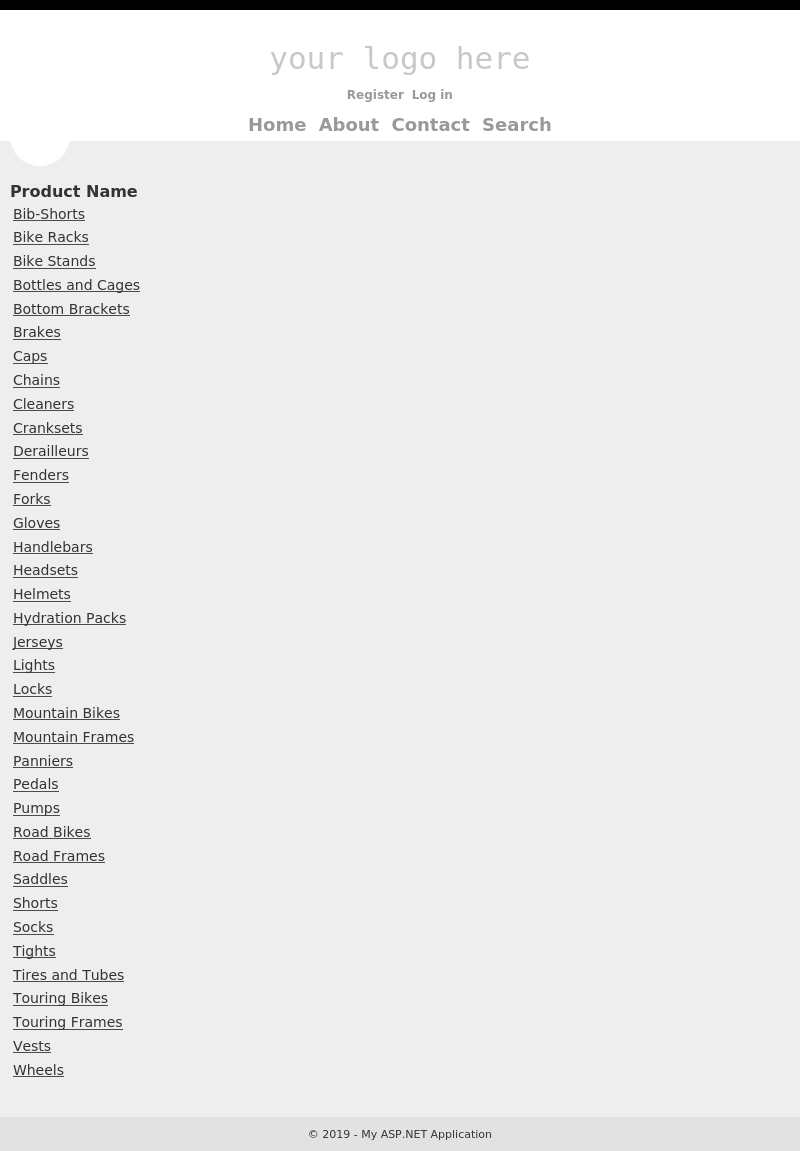 your logo here
Register Log in
Home About Contact Search
Product Name
Bib-Shorts
Bike Racks
Bike Stands
Bottles and Cages
Bottom Brackets
Brakes
Caps
Chains
Cleaners
Cranksets
Derailleurs
Fenders
Forks
Gloves
Handlebars
Headsets
Helmets
Hydration Packs
Jerseys
Lights
Locks
Mountain Bikes
Mountain Frames
Panniers
Pedals
Pumps
Road Bikes
Road Frames
Saddles
Shorts
Socks
Tights
Tires and Tubes
Touring Bikes
Touring Frames
Vests
Wheels
© 2019 - My ASP.NET Application